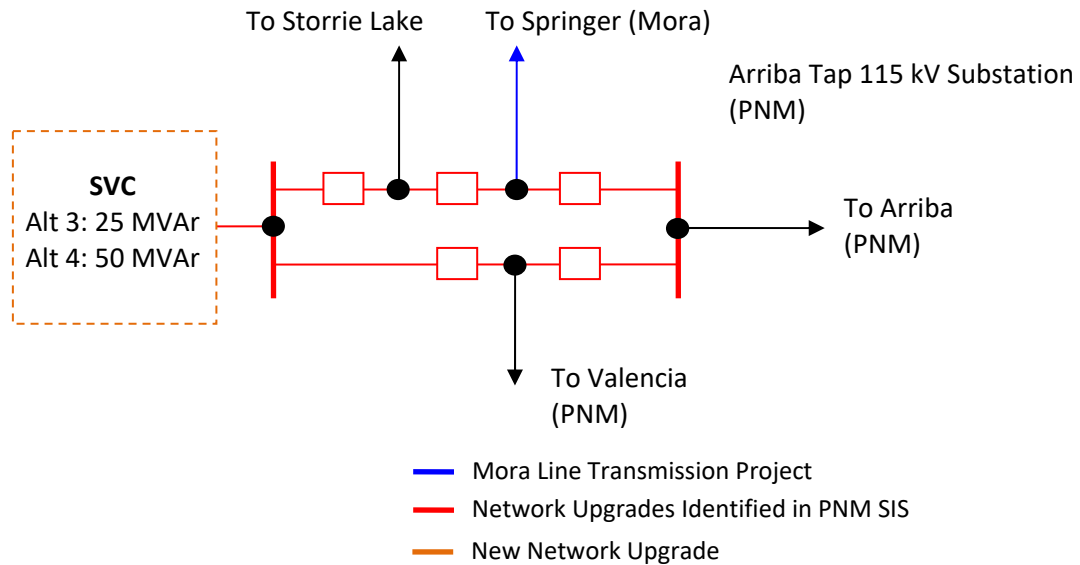 To Storrie Lake
To Springer (Mora)
Arriba Tap 115 kV Substation
(PNM)
SVC
Alt 3: 25 MVAr
Alt 4: 50 MVAr
To Arriba
(PNM)
To Valencia
(PNM)
Mora Line Transmission Project
Network Upgrades Identified in PNM SIS
New Network Upgrade